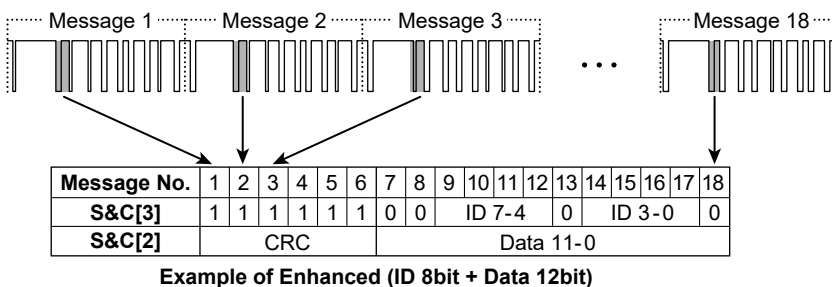 Message 1 Message 2 Message 3 Message 18
• • •
Message No. 1 2 3 4 5 6 7 8 9 10 11 12 13 14 15 16 17 18
S&C[3] 1 1 1 1 1 1 0 0 ID 7-4 0 ID 3-0 0
S&C[2] CRC Data 11-0
Example of Enhanced (ID 8bit + Data 12bit)